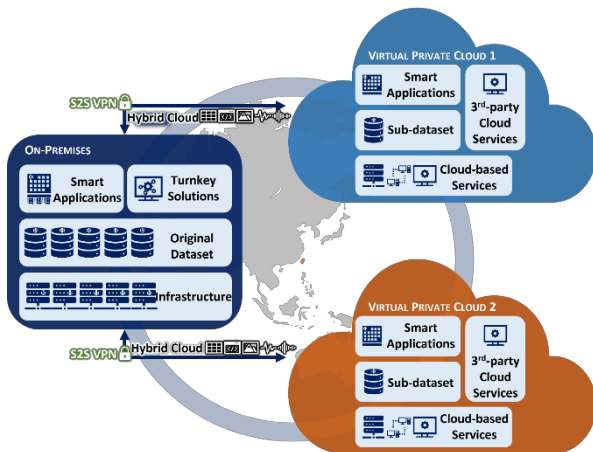 S2S VPN
Hybrid Cloud
ON-PREMISES
Smart
Applications
Turnkey
Solutions
Original
Dataset
Infrastructure
S2S VPN
Hybrid Cloud
VIRTUAL PRIVATE CLOUD 1
Smart
Applications
Sub-dataset
3rd-party
Cloud
Services
Cloud-based
Services
VIRTUAL PRIVATE CLOUD 2
Smart
Applications
Sub-dataset
3rd-party
Cloud
Services
Cloud-based
Services